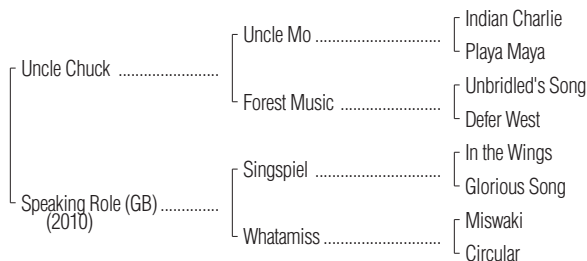 Indian Charlie
Uncle Mo ..............................
Playa Maya
Uncle Chuck .......................
Unbridled's Song
Forest Music ........................
Defer West
In the Wings
Singspiel ..............................
Glorious Song
Speaking Role (GB) .............
(2010)
Miswaki
Whatamiss ...........................
Circular